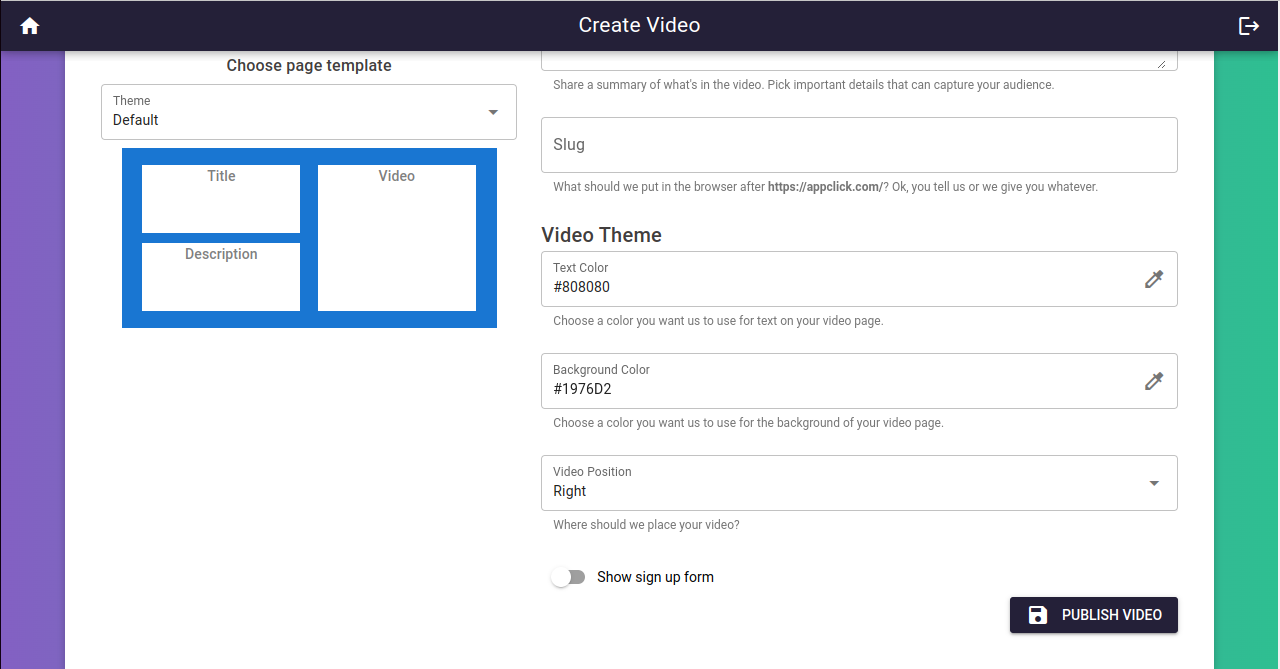 Create Video
Choose page template
Theme
Default
Title
Video
Description
Share a summary of what's in the video. Pick important details that can capture your audience.
Slug
What should we put in the browser after https://appclick.com/? Ok, you tell us or we give you whatever.
Video Theme
Text Color
#808080
Choose a color you want us to use for text on your video page.
Background Color
#1976D2
Choose a color you want us to use for the background of your video page.
Video Position
Right
Where should we place your video?
Show sign up form
PUBLISH VIDEO